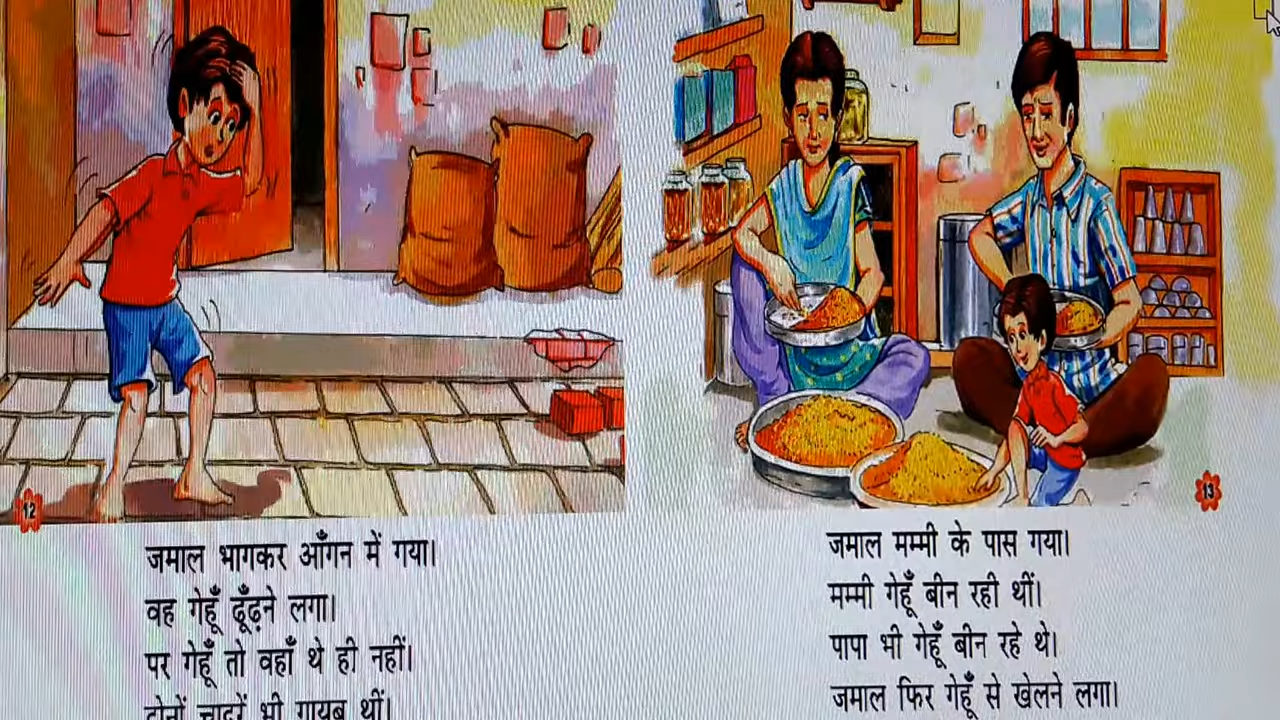 12
जमाल भागकर आँगन में गया।
वह गेहूँ ढूँढ़ने लगा।
पर गेहूँ तो वहाँ थे ही नहीं।
दोनों चादरें भी गायब थीं।
13
जमाल मम्मी के पास गया।
मम्मी गेहूँ बीन रही थीं।
पापा भी गेहूँ बीन रहे थे।
जमाल फिर गेहूँ से खेलने लगा।